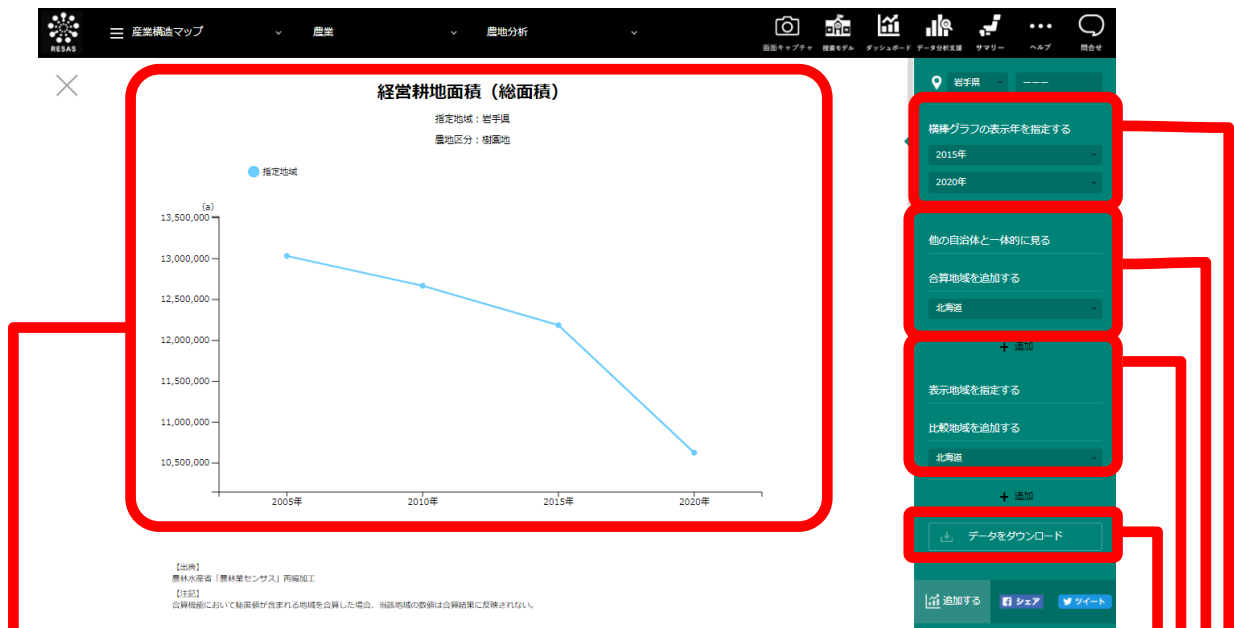 RESAS
産業構造マップ
農業
農地分析
画面キャプチャ
授業モデル
ダッシュボード
データ分析支援
サマリー
ヘルプ
問合せ
経営耕地面積（総面積）
指定地域：岩手県
農地区分：樹園地
指定地域
(a)
13,500,000
13,000,000
12,500,000
12,000,000
11,500,000
11,000,000
10,500,000
2005年
2010年
2015年
2020年
【出典】
農林水産省「農林業センサス」再編加工
【注記】
合算機能において秘匿値が含まれる地域を合算した場合、当該地域の数値は合算結果に反映されない。
岩手県
ーーー
横棒グラフの表示年を指定する
2015年
2020年
他の自治体と一体的に見る
合算地域を追加する
北海道
+ 追加
表示地域を指定する
比較地域を追加する
北海道
+ 追加
データをダウンロード
追加する
シェア
ツイート